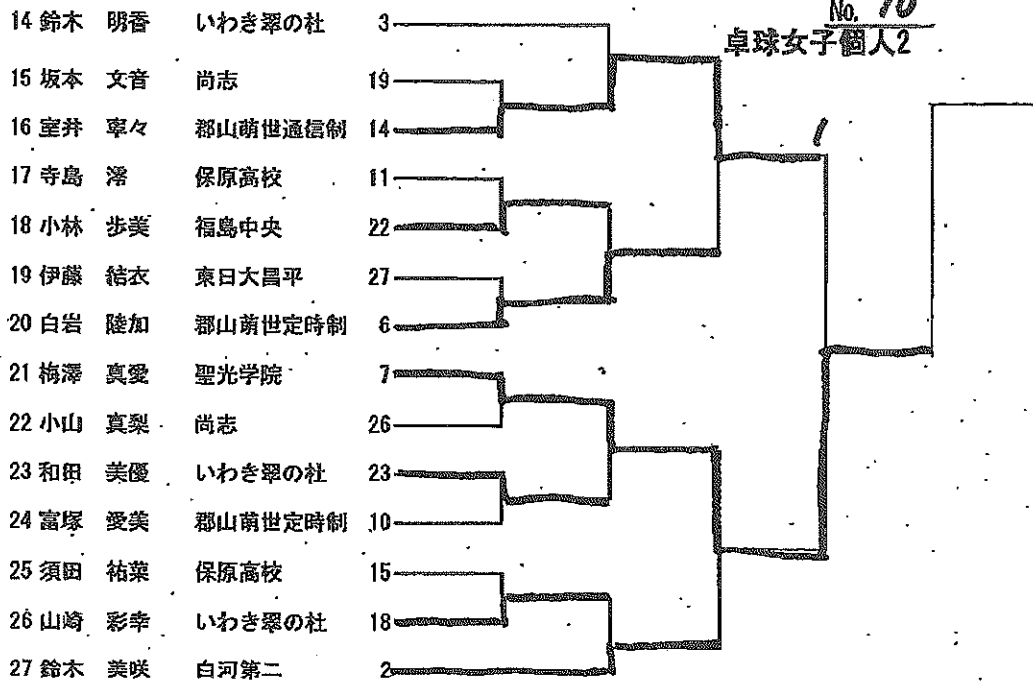 No. 10
卓球女子個人2
14 鈴木 明香 いわき翠の杜 3
15 坂本 文音 尚志 19
16 室井 寧々 郡山萌世通信制 14
17 寺島 澪 保原高校 11
18 小林 歩美 福島中央 22
19 伊藤 結衣 東日大昌平 27
20 白岩 陸加 郡山萌世定時制 6
21 梅澤 真愛 聖光学院 7
22 小山 真梨 尚志 26
23 和田 美優 いわき翠の杜 23
24 富塚 愛美 郡山萌世定時制 10
25 須田 祐菜 保原高校 15
26 山崎 彩幸 いわき翠の杜 18
27 鈴木 美咲 白河第二 2
1